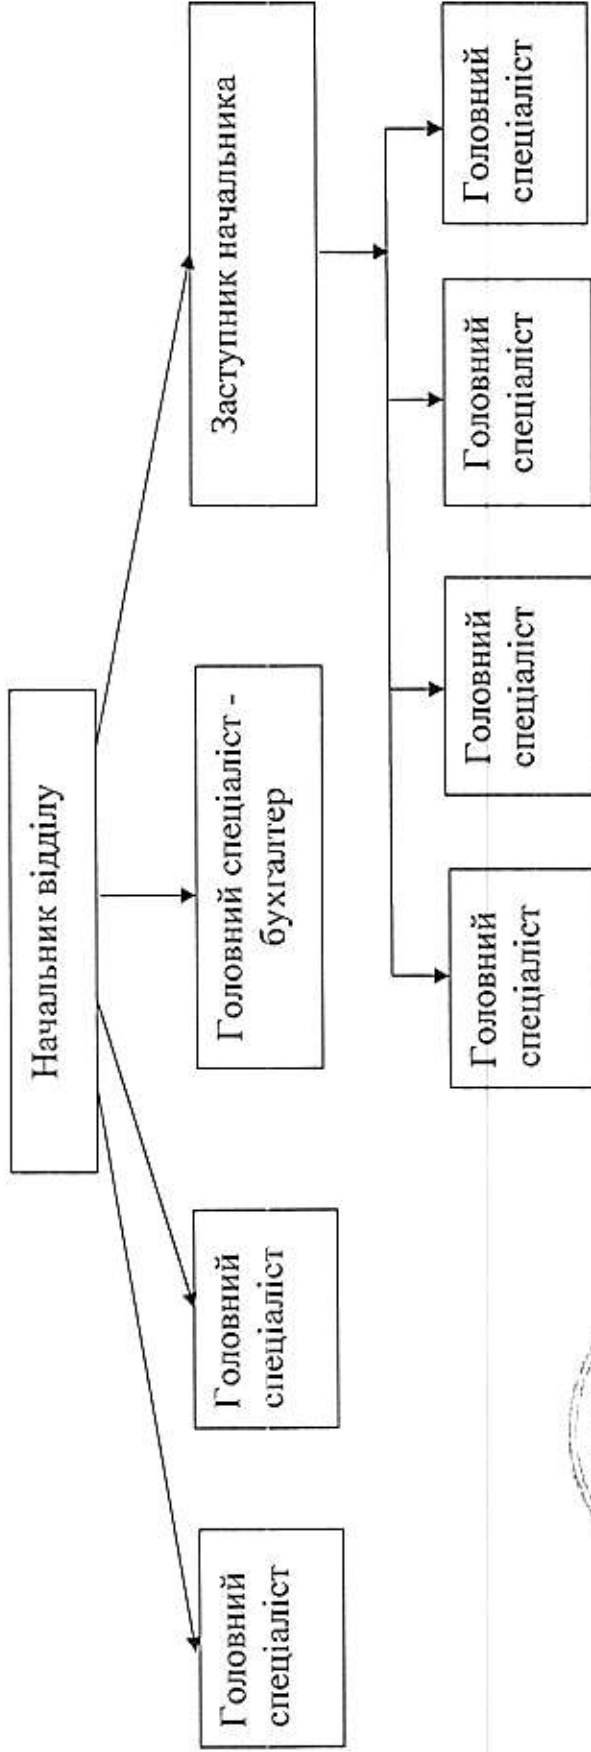 Начальник відділу
Головний
спеціаліст
Головний
спеціаліст
Головний спеціаліст -
бухгалтер
Заступник начальника
Головний
спеціаліст
Головний
спеціаліст
Головний
спеціаліст
Головний
спеціаліст